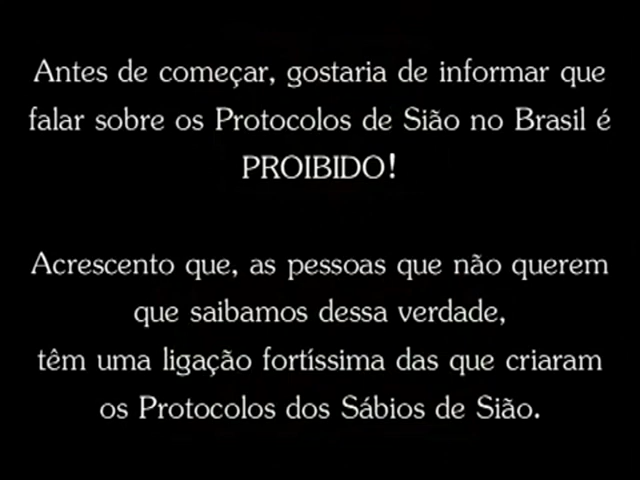 Antes de começar, gostaria de informar que
falar sobre os Protocolos de Sião no Brasil é
PROIBIDO!
Acrescento que, as pessoas que não querem
que saibamos dessa verdade,
têm uma ligação fortíssima das que criaram
os Protocolos dos Sábios de Sião.